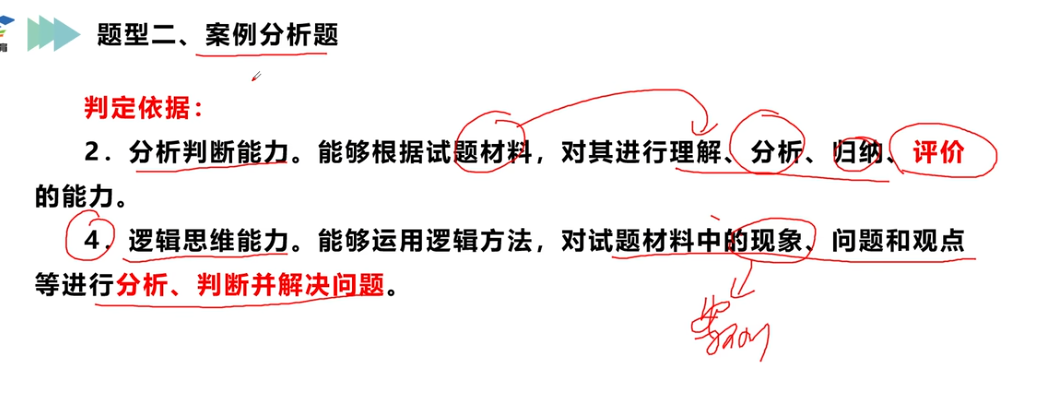 题型二、案例分析题
判定依据：
2．分析判断能力。能够根据试题材料，对其进行理解、分析、归纳、评价
的能力。
4．逻辑思维能力。能够运用逻辑方法，对试题材料中的现象、问题和观点
等进行分析、判断并解决问题。
案例